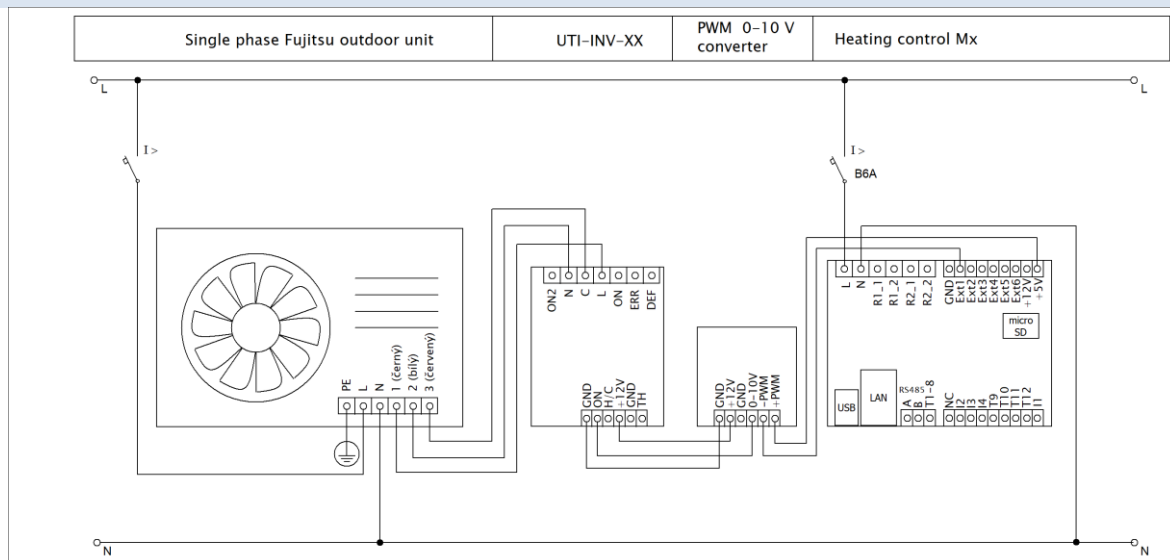 Single phase Fujitsu outdoor unit
UTI-INV-XX
PWM 0-10 V
converter
Heating control Mx
L
L
I >
I >
B6A
ON2
N
C
L
ON
ERR
DEF
L
N
R1_1
R1_2
R2_1
R2_2
GND
Ext1
Ext2
Ext3
Ext4
Ext5
Ext6
+12V
+5V
micro
SD
PE
L
N
1 (černý)
2 (bílý)
3 (červený)
GND
ON
H/C
+12V
GND
TH
GND
+12V
GND
0-10V
-PWM
+PWM
USB
LAN
RS485
A
B
T1-8
NC
I2
I3
I4
T9
T10
T11
T12
I1
N
N